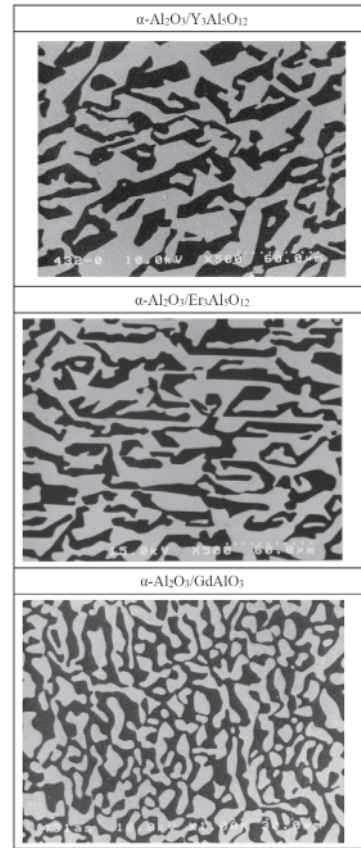 α-Al₂O₃/Y₃Al₅O₁₂
432-0 10.0kV X500 60.0μm
α-Al₂O₃/Er₃Al₅O₁₂
15.0kV X500 60.0μm
α-Al₂O₃/GdAlO₃